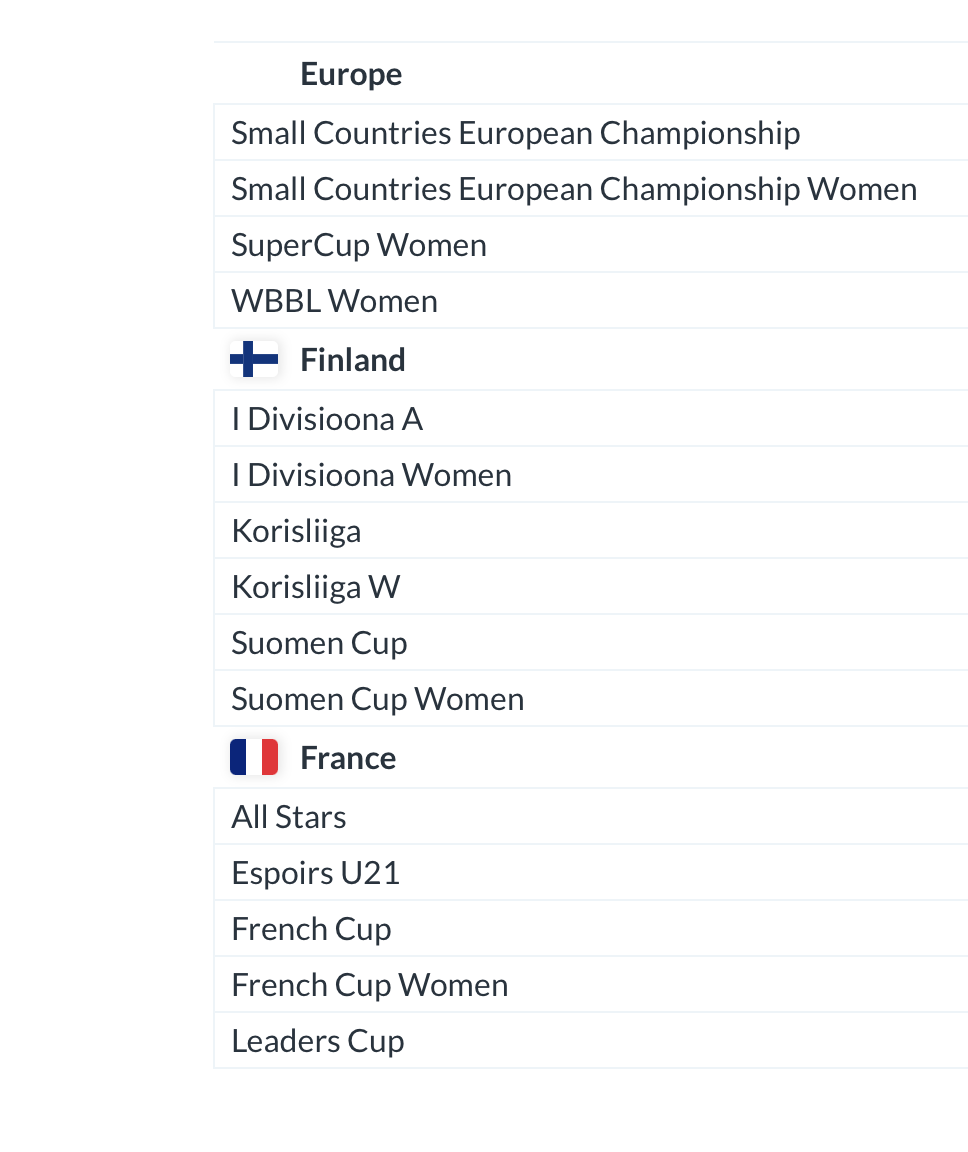 Europe
Small Countries European Championship
Small Countries European Championship Women
SuperCup Women
WBBL Women
Finland
I Divisioona A
I Divisioona Women
Korisliiga
Korisliiga W
Suomen Cup
Suomen Cup Women
France
All Stars
Espoirs U21
French Cup
French Cup Women
Leaders Cup